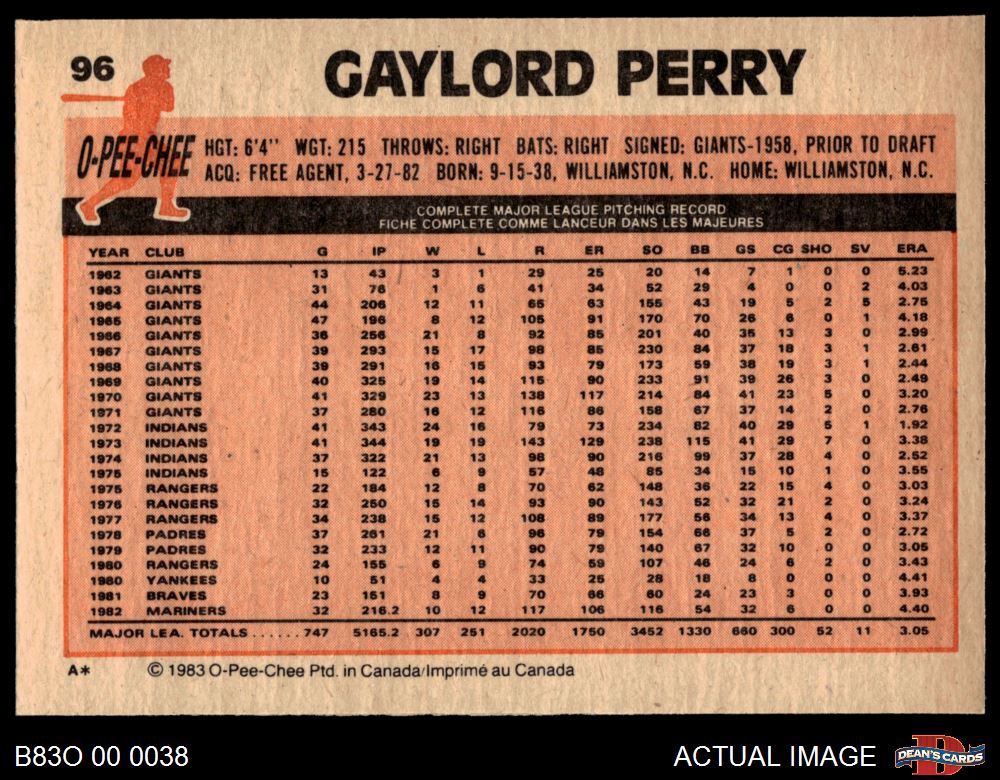 96
GAYLORD PERRY
O-PEE-CHEE
HGT: 6'4" WGT: 215 THROWS: RIGHT BATS: RIGHT SIGNED: GIANTS-1958, PRIOR TO DRAFT
ACQ: FREE AGENT, 3-27-82 BORN: 9-15-38, WILLIAMSTON, N.C. HOME: WILLIAMSTON, N.C.
COMPLETE MAJOR LEAGUE PITCHING RECORD
FICHE COMPLETE COMME LANCEUR DANS LES MAJEURES
YEAR CLUB G IP W L R ER SO BB GS CG SHO SV ERA
1962 GIANTS 13 43 3 1 29 25 20 14 7 1 0 0 5.23
1963 GIANTS 31 76 1 6 41 34 52 29 4 0 0 2 4.03
1964 GIANTS 44 206 12 11 65 63 155 43 19 5 2 5 2.75
1965 GIANTS 47 196 8 12 105 91 170 70 26 6 0 1 4.18
1966 GIANTS 36 256 21 8 92 85 201 40 35 13 3 0 2.99
1967 GIANTS 39 293 15 17 98 85 230 84 37 18 3 1 2.61
1968 GIANTS 39 291 16 15 93 79 173 59 38 19 3 1 2.44
1969 GIANTS 40 325 19 14 115 90 233 91 39 26 3 0 2.49
1970 GIANTS 41 329 23 13 138 117 214 84 41 23 5 0 3.20
1971 GIANTS 37 280 16 12 116 86 158 67 37 14 2 0 2.76
1972 INDIANS 41 343 24 16 79 73 234 82 40 29 5 1 1.92
1973 INDIANS 41 344 19 19 143 129 238 115 41 29 7 0 3.38
1974 INDIANS 37 322 21 13 98 90 216 99 37 28 4 0 2.52
1975 INDIANS 15 122 6 9 57 48 85 34 15 10 1 0 3.55
1975 RANGERS 22 184 12 8 70 62 148 36 22 15 4 0 3.03
1976 RANGERS 32 250 15 14 93 90 143 52 32 21 2 0 3.24
1977 RANGERS 34 238 15 12 108 89 177 56 34 13 4 0 3.37
1978 PADRES 37 261 21 6 96 79 154 66 37 5 2 0 2.72
1979 PADRES 32 233 12 11 90 79 140 67 32 10 0 0 3.05
1980 RANGERS 24 155 6 9 74 59 107 46 24 6 2 0 3.43
1980 YANKEES 10 51 4 4 33 25 28 18 8 0 0 0 4.41
1981 BRAVES 23 151 8 9 70 66 60 24 23 3 0 0 3.93
1982 MARINERS 32 216.2 10 12 117 106 116 54 32 6 0 0 4.40
MAJOR LEA. TOTALS ...... 747 5165.2 307 251 2020 1750 3452 1330 660 300 52 11 3.05
A* © 1983 O-Pee-Chee Ptd. in Canada/Imprimé au Canada
B83O 00 0038
ACTUAL IMAGE
DEAN'S CARDS